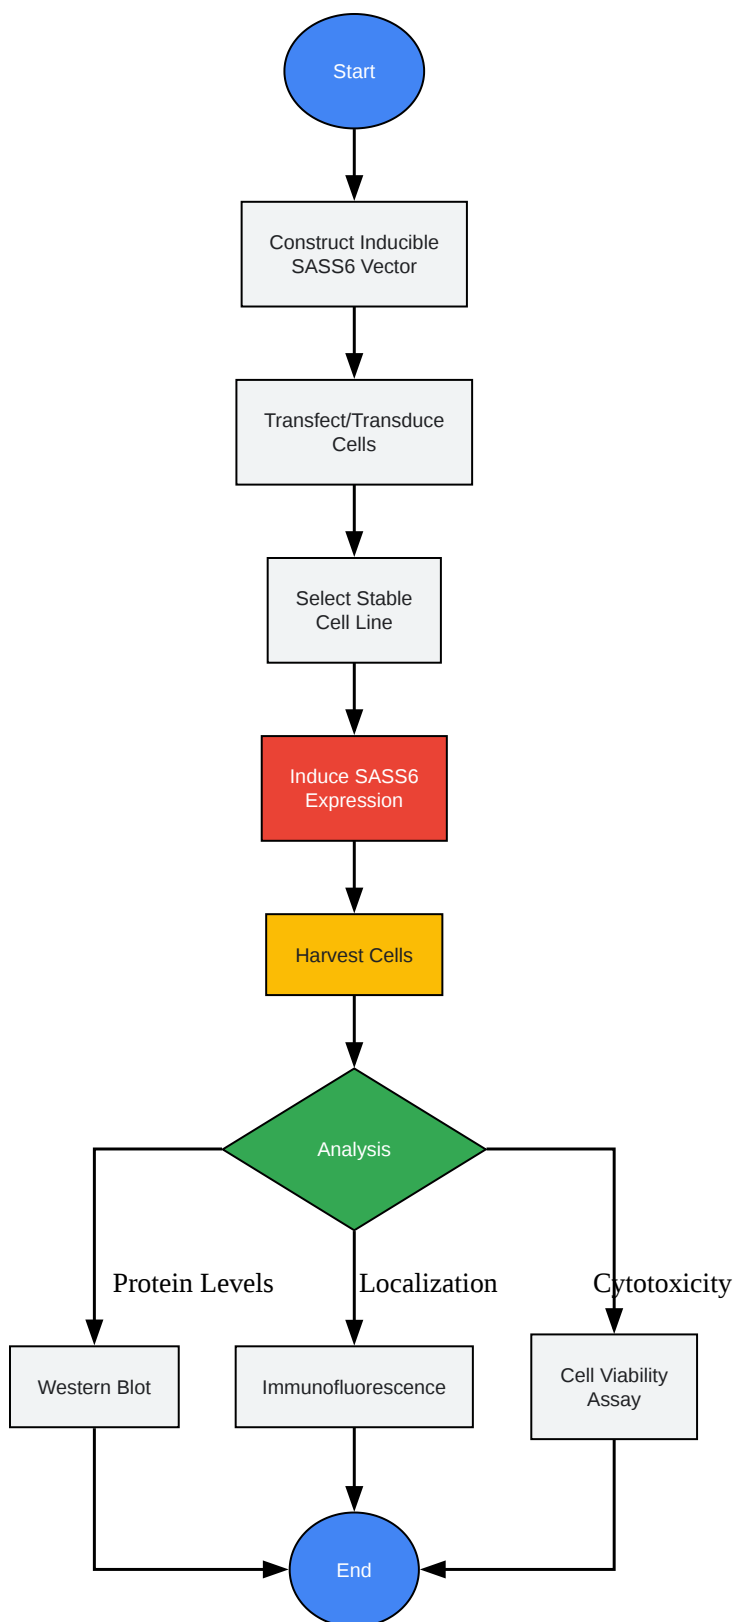 Start
Construct Inducible
SASS6 Vector
Transfect/Transduce
Cells
Select Stable
Cell Line
Induce SASS6
Expression
Harvest Cells
Analysis
Protein Levels
Localization
Cytotoxicity
Western Blot
Immunofluorescence
Cell Viability
Assay
End